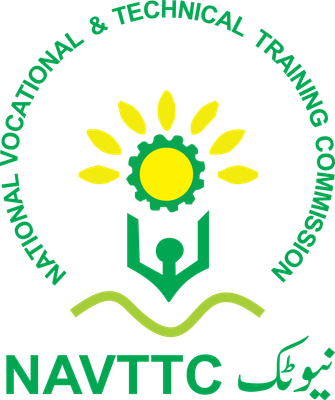 NATIONAL VOCATIONAL & TECHNICAL TRAINING COMMISSION
NAVTTC نیوٹک